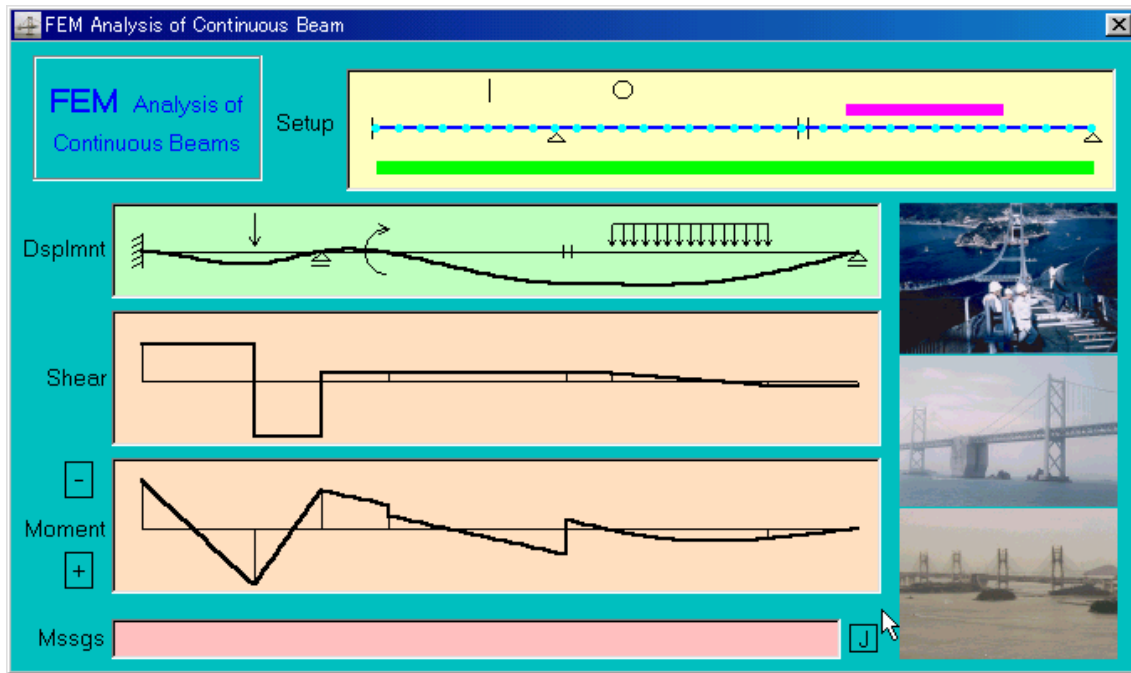 FEM Analysis of Continuous Beam
FEM Analysis of
Continuous Beams
Setup
Dsplmnt
Shear
-
Moment
+
Mssgs
J